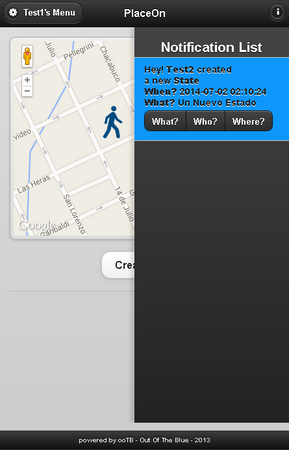 Test1's Menu
PlaceOn
Notification List
Hey! Test2 created
a new State
When? 2014-07-02 02:10:24
What? Un Nuevo Estado
What?
Who?
Where?
Pellegrini
Chacabuco
video
Las Heras
San Lorenzo
14 de Julio
Garibaldi
Google
Crea
powered by ooTB - Out Of The Blue - 2013